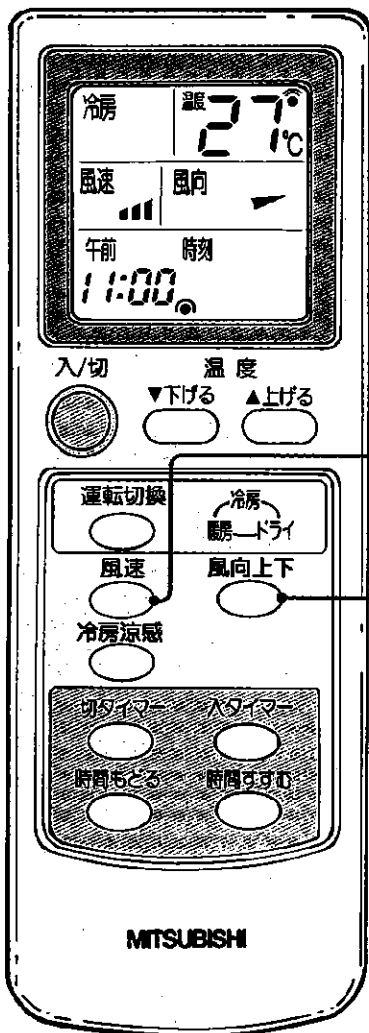 冷房 温度 27℃
風速 風向
午前 時刻
11:00
入/切 温度
▼下げる ▲上げる
運転切換 冷房
暖房 ドライ
風速 風向上下
冷房涼感
切タイマー 入タイマー
時間もどる 時間すすむ
MITSUBISHI